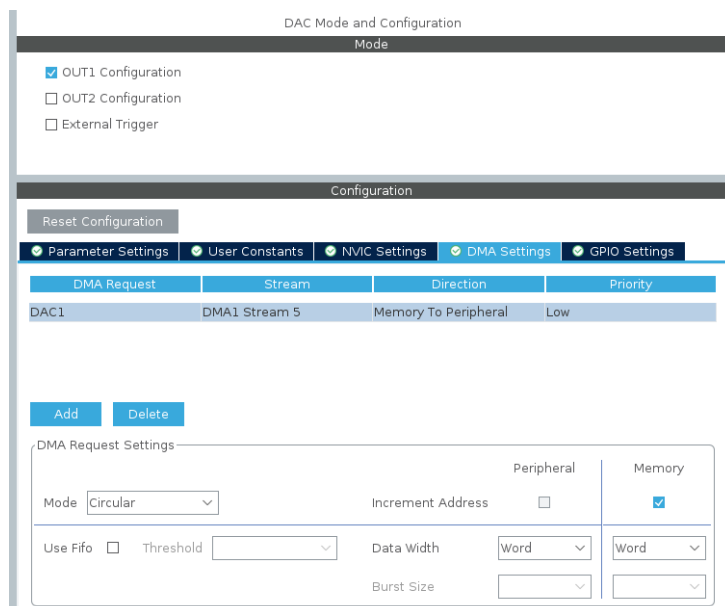 DAC Mode and Configuration
Mode
OUT1 Configuration
OUT2 Configuration
External Trigger
Configuration
Reset Configuration
Parameter Settings User Constants NVIC Settings DMA Settings GPIO Settings
DMA Request Stream Direction Priority
DAC1 DMA1 Stream 5 Memory To Peripheral Low
Add Delete
DMA Request Settings
Peripheral Memory
Mode Circular Increment Address
Use Fifo Threshold Data Width Word Word
Burst Size